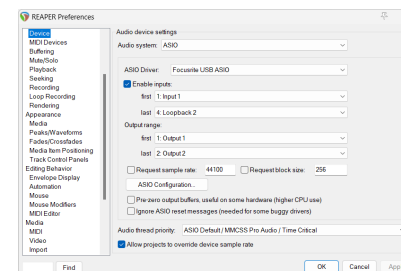 REAPER Preferences
Device
MIDI Devices
Buffering
Mute/Solo
Playback
Seeking
Recording
Loop Recording
Rendering
Appearance
Media
Peaks/Waveforms
Fades/Crossfades
Media Item Positioning
Track Control Panels
Editing Behavior
Envelope Display
Automation
Mouse
Mouse Modifiers
MIDI Editor
Media
MIDI
Video
Import
Find
Audio device settings
Audio system: ASIO
ASIO Driver: Focusrite USB ASIO
Enable inputs:
first 1: Input 1
last 4: Loopback 2
Output range:
first 1: Output 1
last 2: Output 2
Request sample rate: 44100 Request block size: 256
ASIO Configuration...
Pre-zero output buffers, useful on some hardware (higher CPU use)
Ignore ASIO reset messages (needed for some buggy drivers)
Audio thread priority: ASIO Default / MMCSS Pro Audio / Time Critical
Allow projects to override device sample rate
OK Cancel App